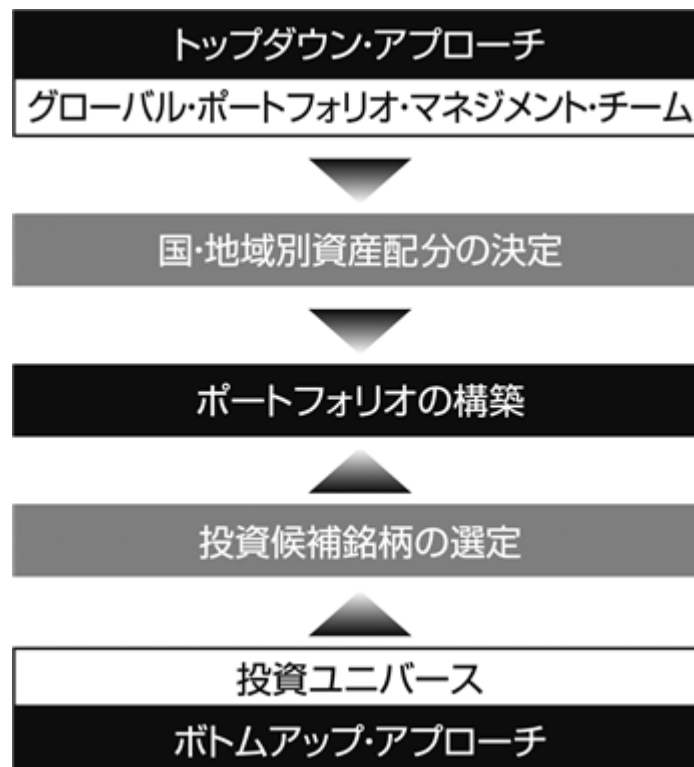 トップダウン・アプローチ
グローバル・ポートフォリオ・マネジメント・チーム
国・地域別資産配分の決定
ポートフォリオの構築
投資候補銘柄の選定
投資ユニバース
ボトムアップ・アプローチ